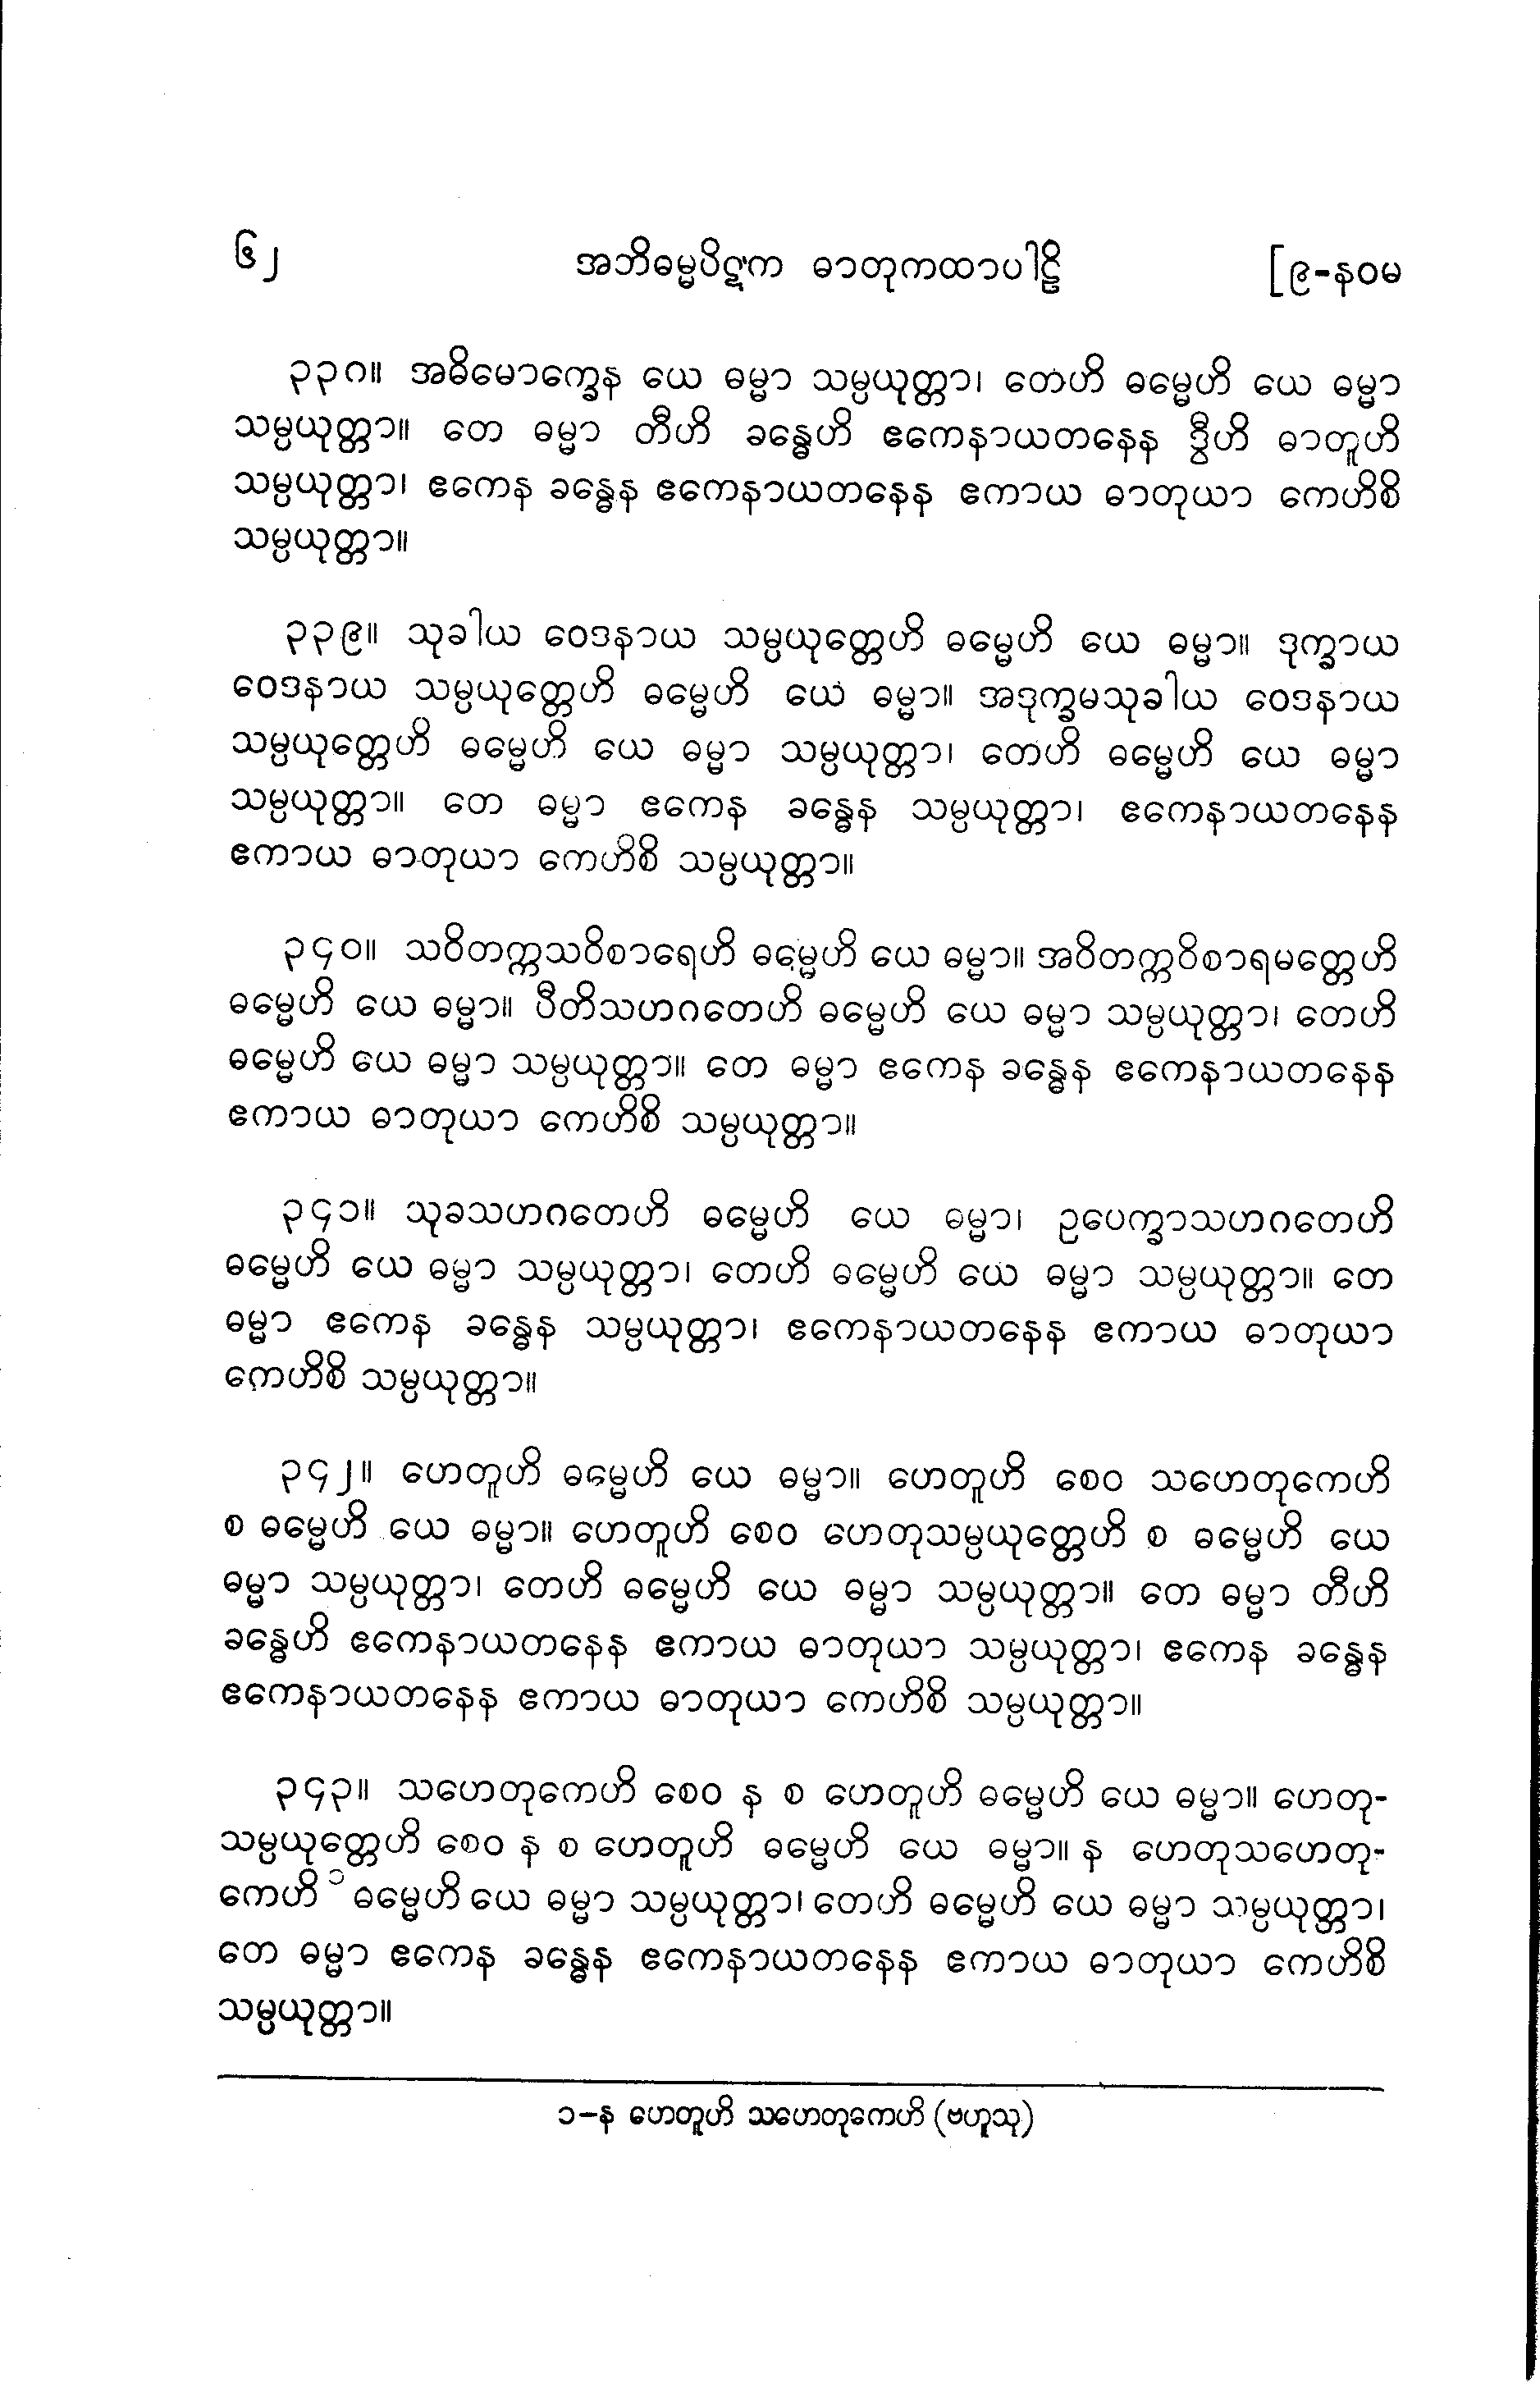 ၆၂ အဘိဓမ္မပိဋက ဓာတုကထာပါဠိ [၉-နဝမ
၃၃၈။ အဓိမောက္ခေန ယေ ဓမ္မာ သမ္ပယုတ္တာ၊ တေဟိ ဓမ္မေဟိ ယေ ဓမ္မာ
သမ္ပယုတ္တာ။ တေ ဓမ္မာ တီဟိ ခန္ဓေဟိ ဧကေနာယတနေန ဒွီဟိ ဓာတူဟိ
သမ္ပယုတ္တာ၊ ဧကေန ခန္ဓေန ဧကေနာယတနေန ဧကာယ ဓာတုယာ ကေဟိစိ
သမ္ပယုတ္တာ။
၃၃၉။ သုခါယ ဝေဒနာယ သမ္ပယုတ္တေဟိ ဓမ္မေဟိ ယေ ဓမ္မာ။ ဒုက္ခာယ
ဝေဒနာယ သမ္ပယုတ္တေဟိ ဓမ္မေဟိ ယေ ဓမ္မာ။ အဒုက္ခမသုခါယ ဝေဒနာယ
သမ္ပယုတ္တေဟိ ဓမ္မေဟိ ယေ ဓမ္မာ သမ္ပယုတ္တာ၊ တေဟိ ဓမ္မေဟိ ယေ ဓမ္မာ
သမ္ပယုတ္တာ။ တေ ဓမ္မာ ဧကေန ခန္ဓေန သမ္ပယုတ္တာ၊ ဧကေနာယတနေန
ဧကာယ ဓာတုယာ ကေဟိစိ သမ္ပယုတ္တာ။
၃၄၀။ သဝိတက္ကသဝိစာရေဟိ ဓမ္မေဟိ ယေ ဓမ္မာ။ အဝိတက္ကဝိစာရမတ္တေဟိ
ဓမ္မေဟိ ယေ ဓမ္မာ။ ပီတိသဟဂတေဟိ ဓမ္မေဟိ ယေ ဓမ္မာ သမ္ပယုတ္တာ၊ တေဟိ
ဓမ္မေဟိ ယေ ဓမ္မာ သမ္ပယုတ္တာ။ တေ ဓမ္မာ ဧကေန ခန္ဓေန ဧကေနာယတနေန
ဧကာယ ဓာတုယာ ကေဟိစိ သမ္ပယုတ္တာ။
၃၄၁။ သုခသဟဂတေဟိ ဓမ္မေဟိ ယေ ဓမ္မာ၊ ဥပေက္ခာသဟဂတေဟိ
ဓမ္မေဟိ ယေ ဓမ္မာ သမ္ပယုတ္တာ၊ တေဟိ ဓမ္မေဟိ ယေ ဓမ္မာ သမ္ပယုတ္တာ။ တေ
ဓမ္မာ ဧကေန ခန္ဓေန သမ္ပယုတ္တာ၊ ဧကေနာယတနေန ဧကာယ ဓာတုယာ
ကေဟိစိ သမ္ပယုတ္တာ။
၃၄၂။ ဟေတူဟိ ဓမ္မေဟိ ယေ ဓမ္မာ။ ဟေတူဟိ စေဝ သဟေတုကေဟိ
စ ဓမ္မေဟိ ယေ ဓမ္မာ။ ဟေတူဟိ စေဝ ဟေတုသမ္ပယုတ္တေဟိ စ ဓမ္မေဟိ ယေ
ဓမ္မာ သမ္ပယုတ္တာ၊ တေဟိ ဓမ္မေဟိ ယေ ဓမ္မာ သမ္ပယုတ္တာ။ တေ ဓမ္မာ တီဟိ
ခန္ဓေဟိ ဧကေနာယတနေန ဧကာယ ဓာတုယာ သမ္ပယုတ္တာ၊ ဧကေန ခန္ဓေန
ဧကေနာယတနေန ဧကာယ ဓာတုယာ ကေဟိစိ သမ္ပယုတ္တာ။
၃၄၃။ သဟေတုကေဟိ စေဝ န စ ဟေတူဟိ ဓမ္မေဟိ ယေ ဓမ္မာ။ ဟေတု-
သမ္ပယုတ္တေဟိ စေဝ န စ ဟေတူဟိ ဓမ္မေဟိ ယေ ဓမ္မာ။ န ဟေတုသဟေတု-
ကေဟိ ၁ ဓမ္မေဟိ ယေ ဓမ္မာ သမ္ပယုတ္တာ၊ တေဟိ ဓမ္မေဟိ ယေ ဓမ္မာ သမ္ပယုတ္တာ၊
တေ ဓမ္မာ ဧကေန ခန္ဓေန ဧကေနာယတနေန ဧကာယ ဓာတုယာ ကေဟိစိ
သမ္ပယုတ္တာ။
၁-န ဟေတူဟိ သဟေတုကေဟိ (ဗဟူသု)